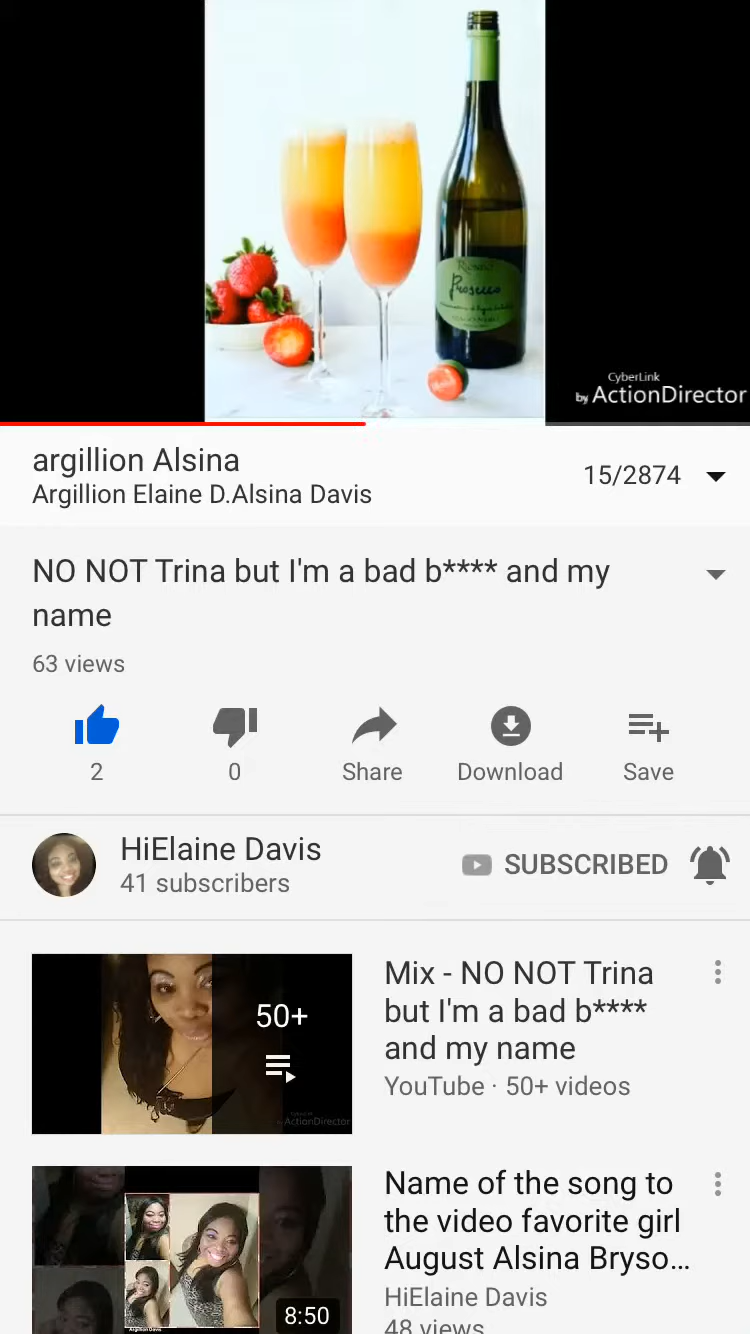 Riondo
Prosecco
CyberLink
by ActionDirector
argillion Alsina
15/2874
Argillion Elaine D.Alsina Davis
NO NOT Trina but I'm a bad b**** and my
name
63 views
2
0
Share
Download
Save
HiElaine Davis
41 subscribers
SUBSCRIBED
50+
ActionDirector
Mix - NO NOT Trina
but I'm a bad b****
and my name
YouTube · 50+ videos
8:50
Name of the song to
the video favorite girl
August Alsina Bryso...
HiElaine Davis
48 views